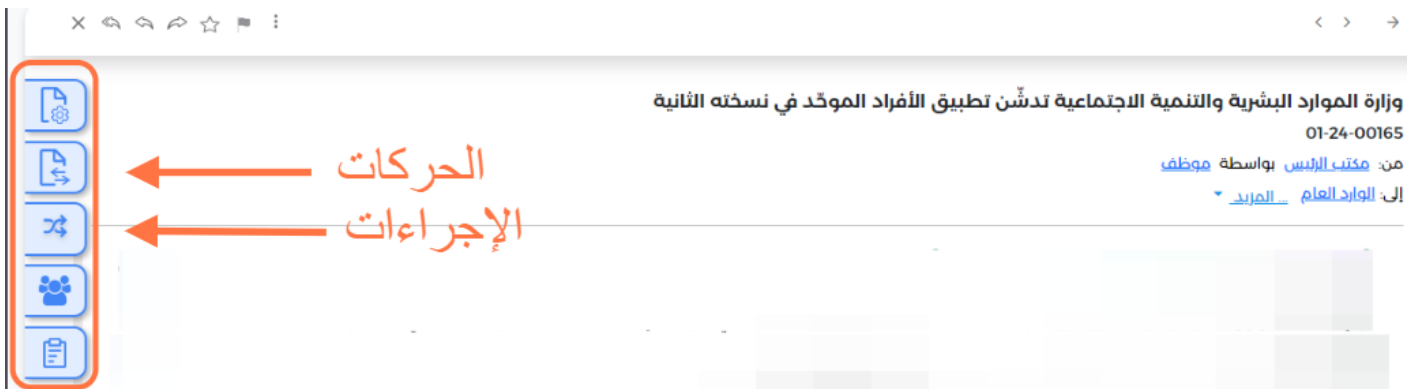 وزارة الموارد البشرية والتنمية الاجتماعية تدشّن تطبيق الأفراد الموحّد في نسخته الثانية
01-24-00165
من: مكتب الرئيس بواسطة موظف
إلى: الوارد العام ... المزيد
الحركات
الإجراءات